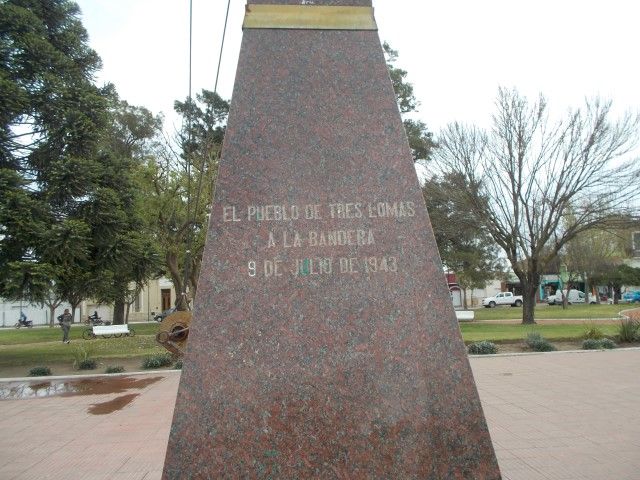 EL PUEBLO DE TRES LOMAS
A LA BANDERA
9 DE JULIO DE 1943